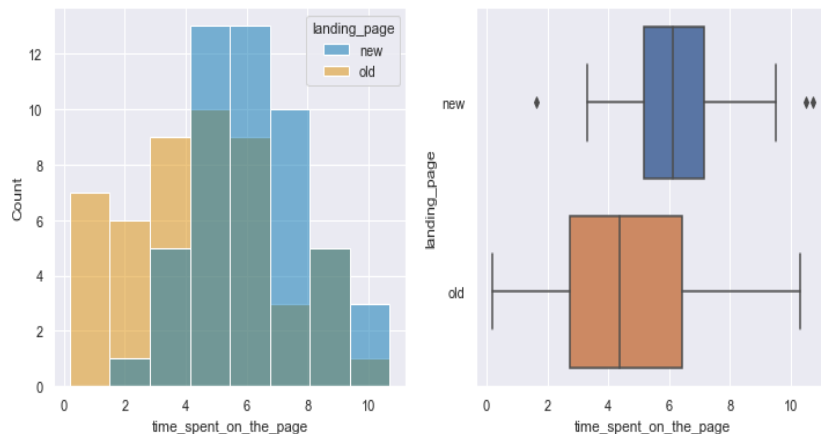 landing_page
new
old
12
10
8
6
4
2
0
Count
0 2 4 6 8 10
time_spent_on_the_page
new
old
landing_page
0 2 4 6 8 10
time_spent_on_the_page